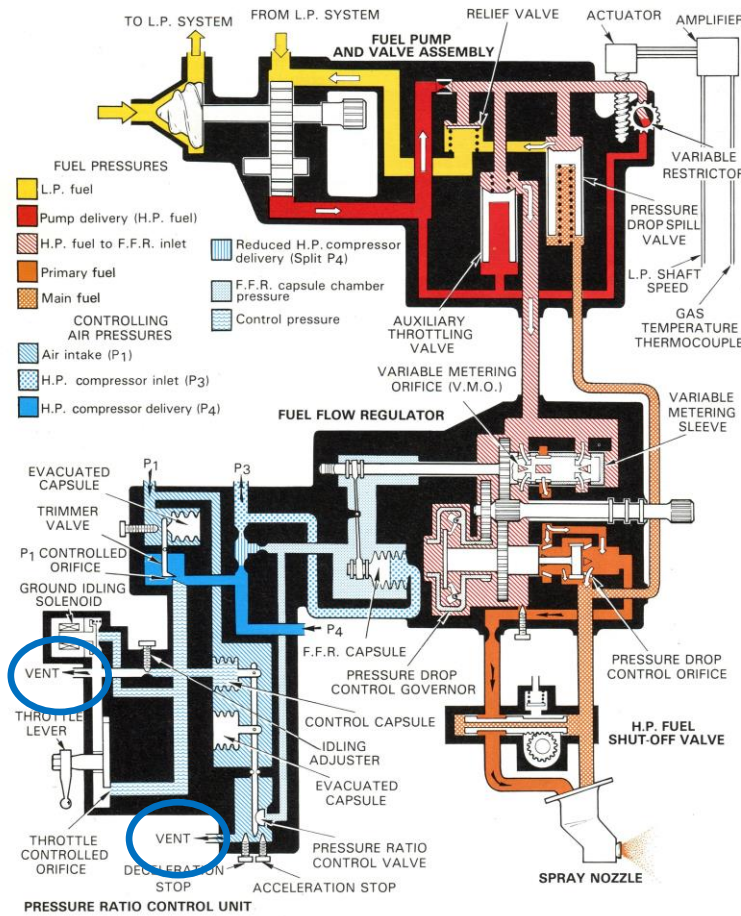 TO L.P. SYSTEM
FROM L.P. SYSTEM
FUEL PUMP
AND VALVE ASSEMBLY
RELIEF VALVE
ACTUATOR
AMPLIFIER
VARIABLE
RESTRICTOR
PRESSURE
DROP SPILL
VALVE
L.P. SHAFT
SPEED
GAS
TEMPERATURE
THERMOCOUPLE
FUEL PRESSURES
L.P. fuel
Pump delivery (H.P. fuel)
H.P. fuel to F.F.R. inlet
Primary fuel
Main fuel
CONTROLLING
AIR PRESSURES
Air intake (P1)
H.P. compressor inlet (P3)
H.P. compressor delivery (P4)
Reduced H.P. compressor
delivery (Split P4)
F.F.R. capsule chamber
pressure
Control pressure
AUXILIARY
THROTTLING
VALVE
VARIABLE METERING
ORIFICE (V.M.O.)
VARIABLE
METERING
SLEEVE
FUEL FLOW REGULATOR
P1
P3
EVACUATED
CAPSULE
TRIMMER
VALVE
P1 CONTROLLED
ORIFICE
GROUND IDLING
SOLENOID
VENT
THROTTLE
LEVER
P4
F.F.R. CAPSULE
PRESSURE DROP
CONTROL GOVERNOR
PRESSURE DROP
CONTROL ORIFICE
CONTROL CAPSULE
IDLING
ADJUSTER
EVACUATED
CAPSULE
H.P. FUEL
SHUT-OFF VALVE
VENT
THROTTLE
CONTROLLED
ORIFICE
DECELERATION
STOP
ACCELERATION STOP
PRESSURE RATIO
CONTROL VALVE
SPRAY NOZZLE
PRESSURE RATIO CONTROL UNIT